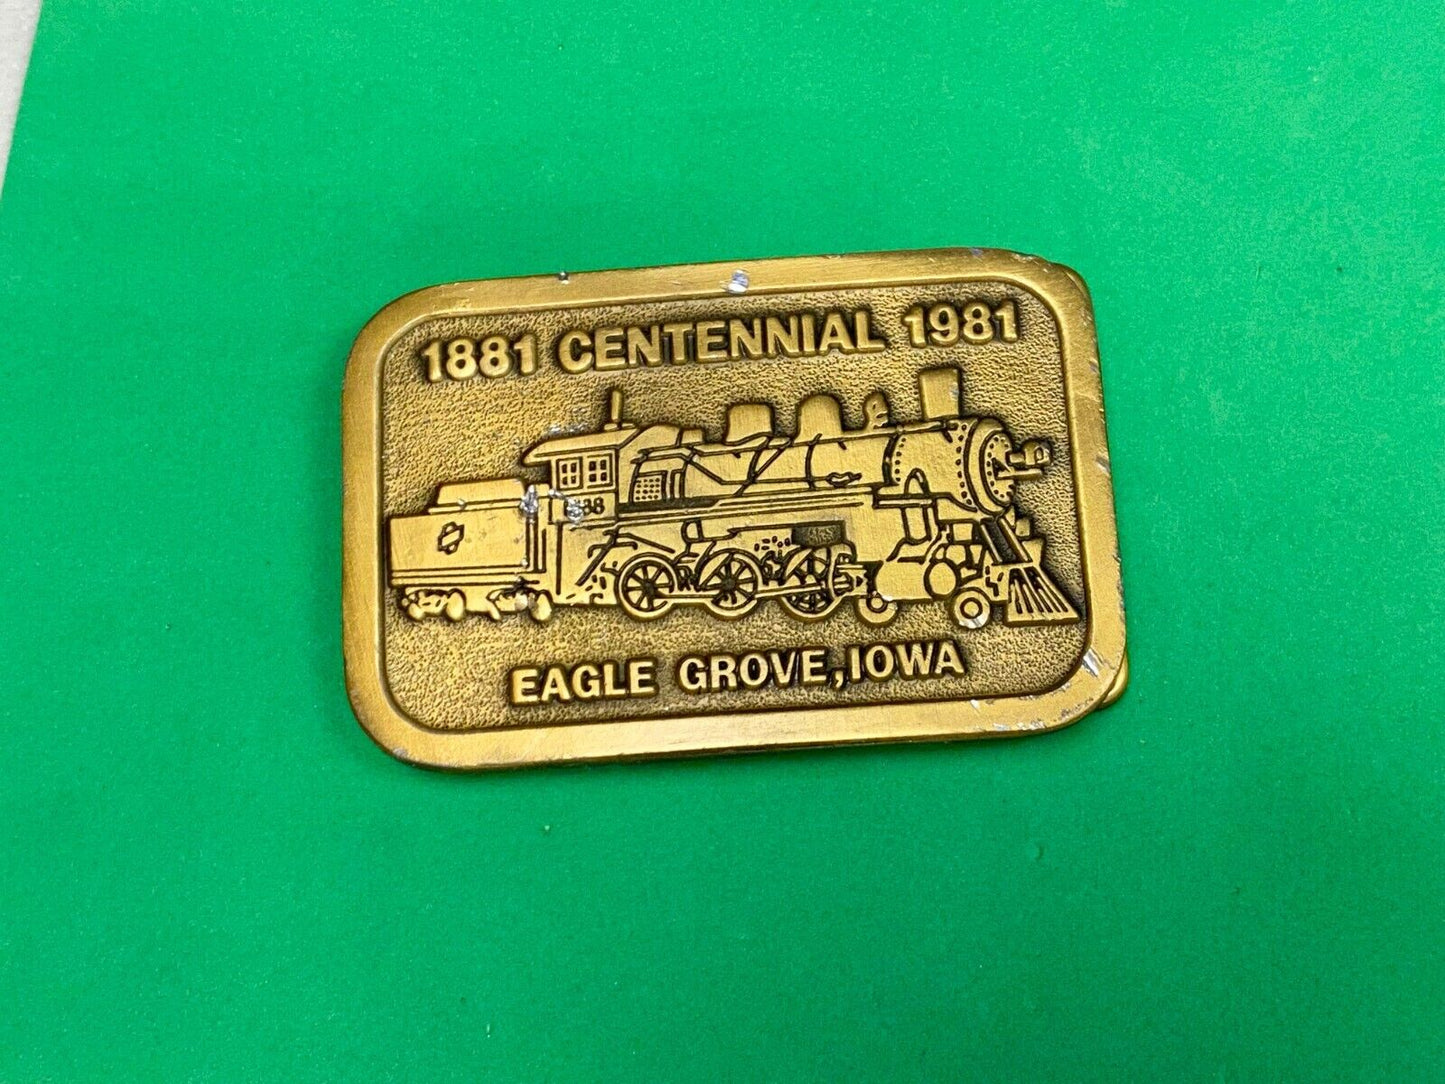 1881 CENTENNIAL 1981
EAGLE GROVE, IOWA